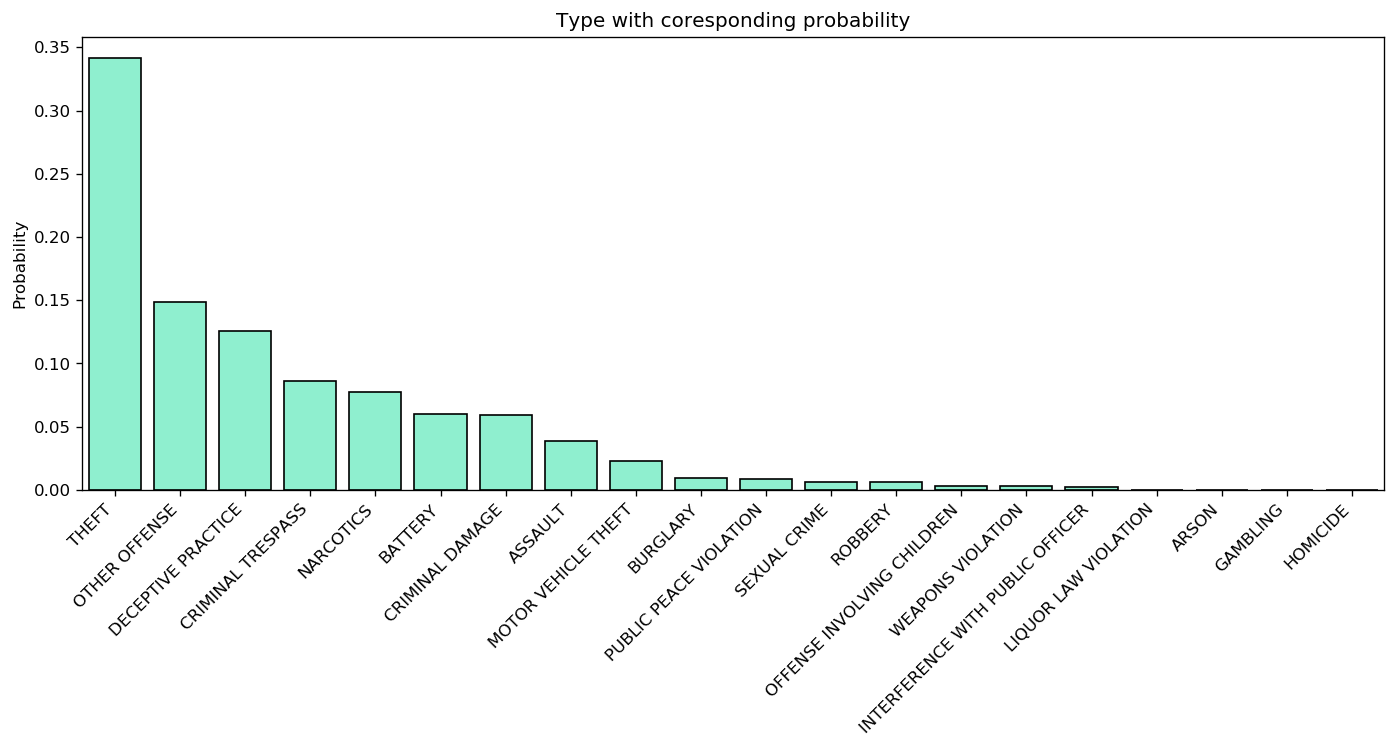 Type with coresponding probability
Probability
0.35
0.30
0.25
0.20
0.15
0.10
0.05
0.00
THEFT
OTHER OFFENSE
DECEPTIVE PRACTICE
CRIMINAL TRESPASS
NARCOTICS
BATTERY
CRIMINAL DAMAGE
ASSAULT
MOTOR VEHICLE THEFT
BURGLARY
PUBLIC PEACE VIOLATION
SEXUAL CRIME
ROBBERY
OFFENSE INVOLVING CHILDREN
WEAPONS VIOLATION
INTERFERENCE WITH PUBLIC OFFICER
LIQUOR LAW VIOLATION
ARSON
GAMBLING
HOMICIDE